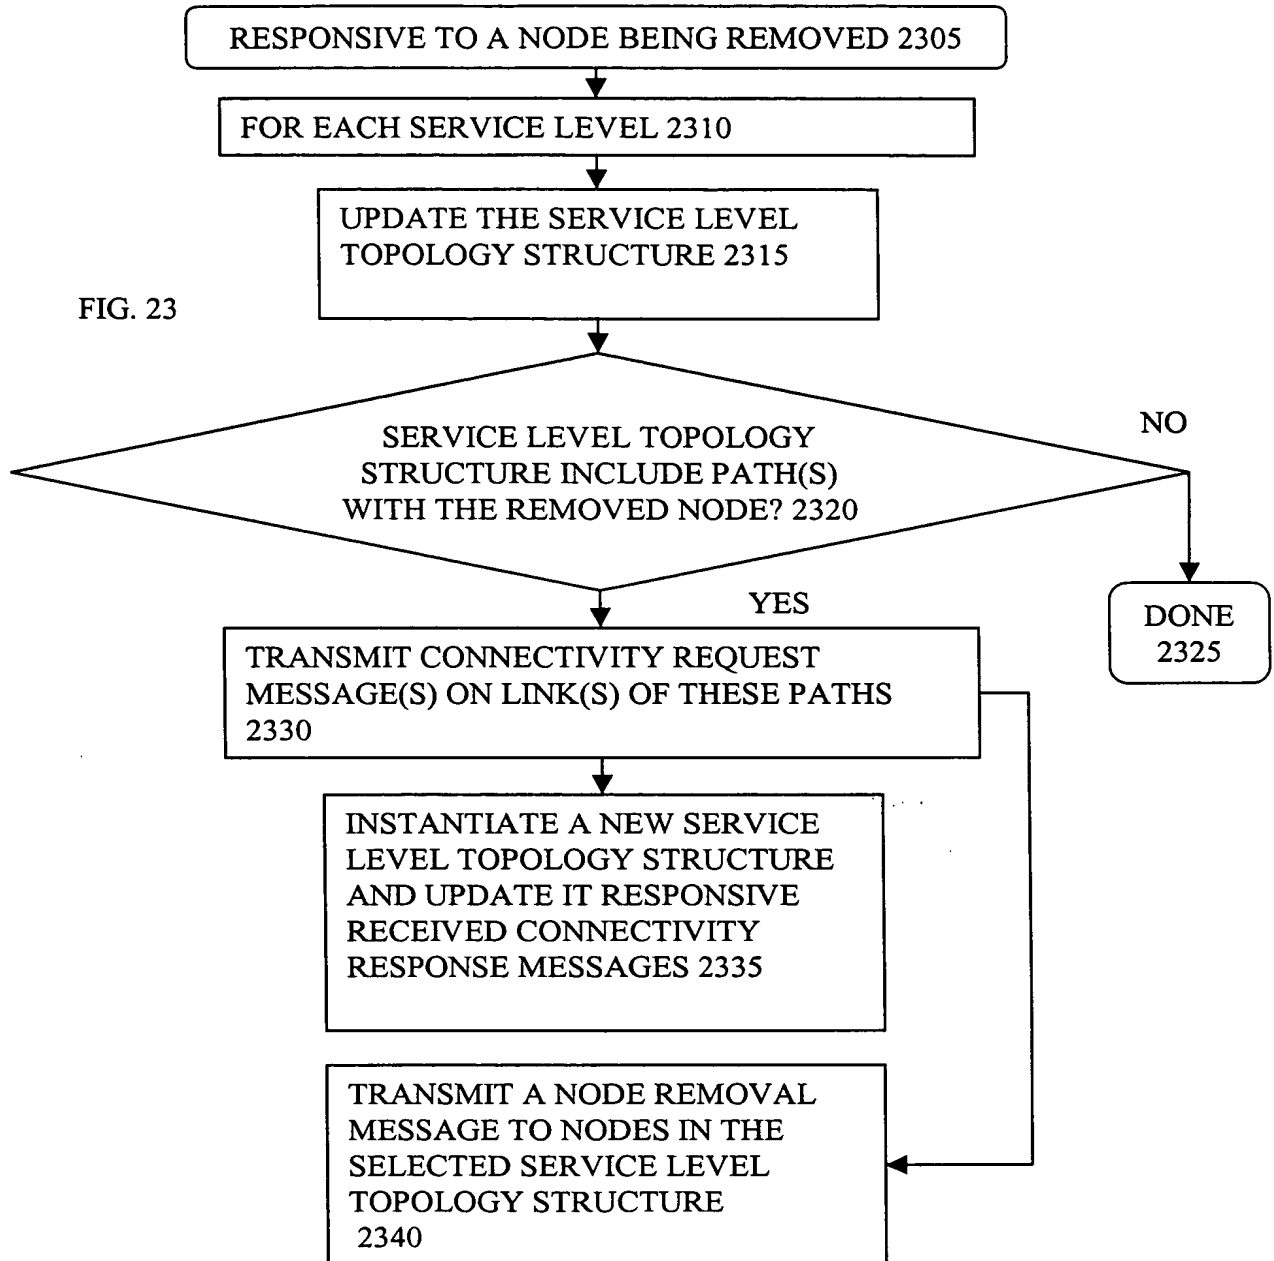 RESPONSIVE TO A NODE BEING REMOVED 2305
FOR EACH SERVICE LEVEL 2310
UPDATE THE SERVICE LEVEL
TOPOLOGY STRUCTURE 2315
FIG. 23
SERVICE LEVEL TOPOLOGY
STRUCTURE INCLUDE PATH(S)
WITH THE REMOVED NODE? 2320
NO
DONE
2325
YES
TRANSMIT CONNECTIVITY REQUEST
MESSAGE(S) ON LINK(S) OF THESE PATHS
2330
INSTANTIATE A NEW SERVICE
LEVEL TOPOLOGY STRUCTURE
AND UPDATE IT RESPONSIVE
RECEIVED CONNECTIVITY
RESPONSE MESSAGES 2335
TRANSMIT A NODE REMOVAL
MESSAGE TO NODES IN THE
SELECTED SERVICE LEVEL
TOPOLOGY STRUCTURE
2340